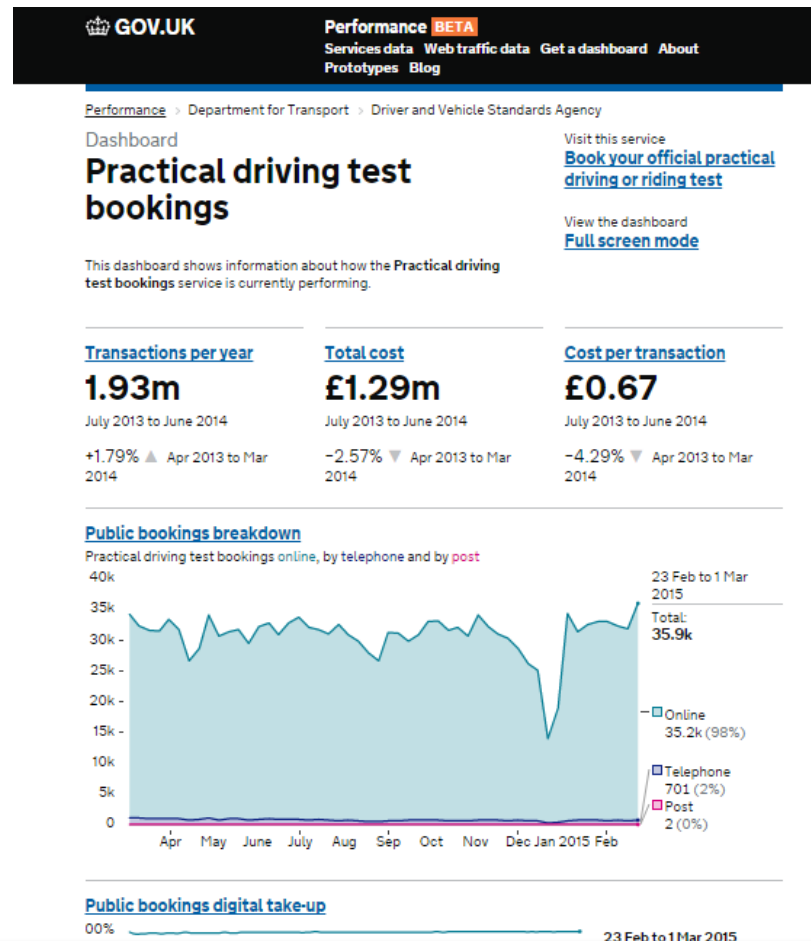 GOV.UK
Performance BETA
Services data Web traffic data Get a dashboard About
Prototypes Blog
Performance > Department for Transport > Driver and Vehicle Standards Agency
Dashboard
Practical driving test
bookings
Visit this service
Book your official practical
driving or riding test
View the dashboard
Full screen mode
This dashboard shows information about how the Practical driving
test bookings service is currently performing.
Transactions per year
1.93m
July 2013 to June 2014
+1.79% ▲ Apr 2013 to Mar
2014
Total cost
£1.29m
July 2013 to June 2014
−2.57% ▼ Apr 2013 to Mar
2014
Cost per transaction
£0.67
July 2013 to June 2014
−4.29% ▼ Apr 2013 to Mar
2014
Public bookings breakdown
Practical driving test bookings online, by telephone and by post
40k
35k
30k
25k
20k
15k
10k
5k
0
Apr May June July Aug Sep Oct Nov Dec Jan 2015 Feb
23 Feb to 1 Mar
2015
Total:
35.9k
Online
35.2k (98%)
Telephone
701 (2%)
Post
2 (0%)
Public bookings digital take-up
00%
23 Feb to 1 Mar 2015